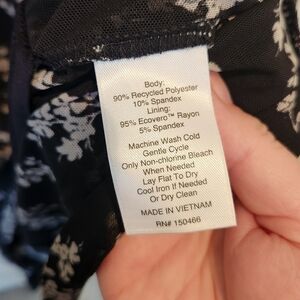 Body:
90% Recycled Polyester
10% Spandex
Lining:
95% Ecovero™ Rayon
5% Spandex
Machine Wash Cold
Gentle Cycle
Only Non-chlorine Bleach
When Needed
Lay Flat To Dry
Cool Iron If Needed
Or Dry Clean
MADE IN VIETNAM
RN# 150466